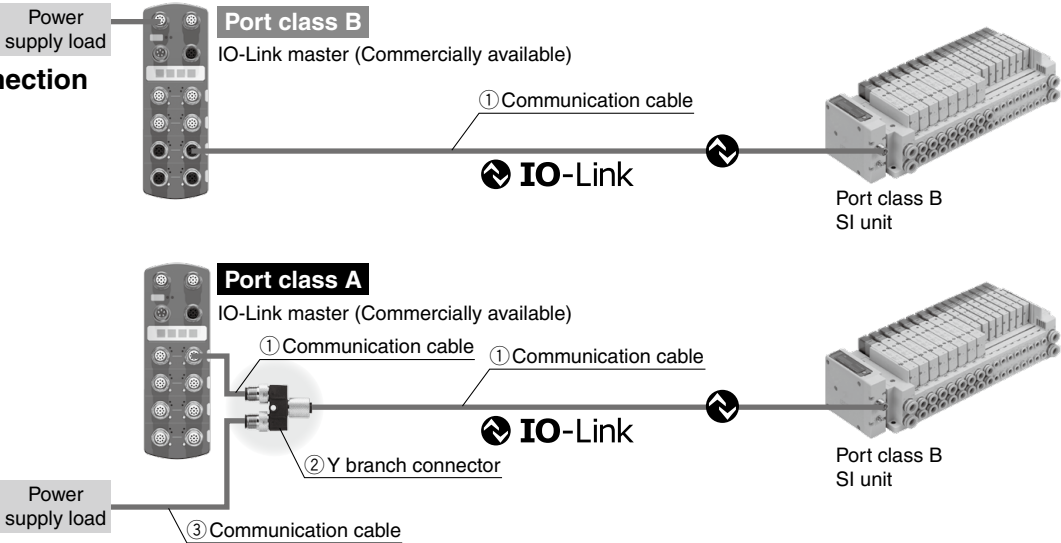 Power
supply load
Port class B
IO-Link master (Commercially available)
nection
①Communication cable
IO-Link
Port class B
SI unit
Port class A
IO-Link master (Commercially available)
①Communication cable
①Communication cable
IO-Link
②Y branch connector
Port class B
SI unit
Power
supply load
③Communication cable